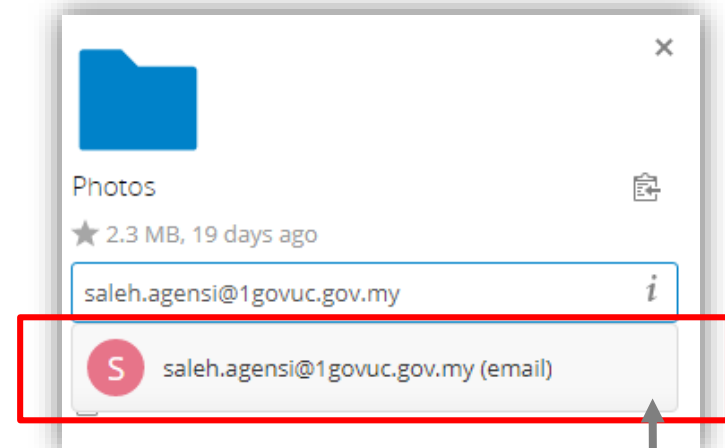 Photos
2.3 MB, 19 days ago
saleh.agensi@1govuc.gov.my i
S saleh.agensi@1govuc.gov.my (email)